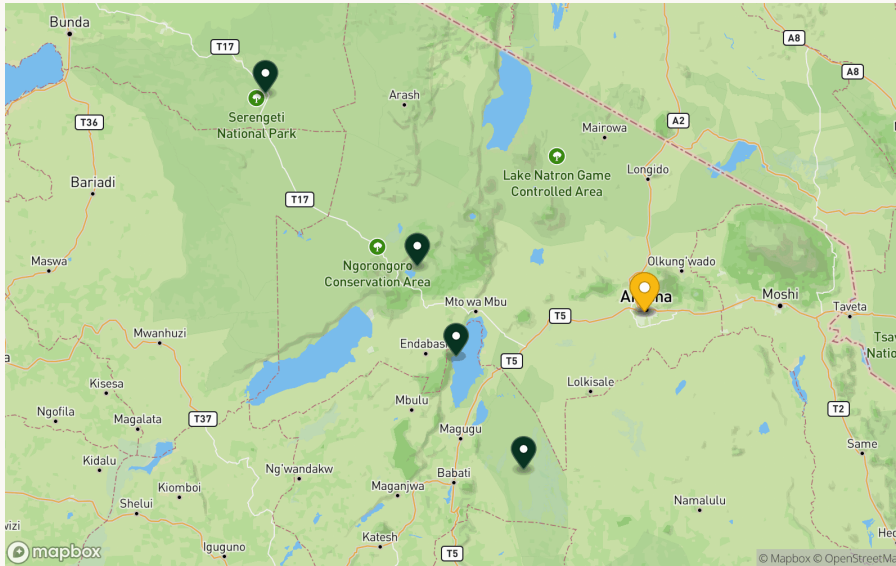 Bunda
T17
A8
A8
Arash
Serengeti
National Park
T36
A2
Mairowa
Lake Natron Game
Controlled Area
Longido
Bariadi
T17
Maswa
Ngorongoro
Conservation Area
Olkung'wado
Mto wa Mbu
Moshi
Taveta
T5
Mwanhuzi
T5
Lolkisale
Kisesa
Mbulu
Ngofila
Magalata
T37
Magugu
T2
Same
Kidalu
Ng'wandakw
Babati
Kiomboi
Maganjwa
Namalulu
Shelui
Katesh
T5
Iguguno
mapbox
© Mapbox © OpenStreetMa